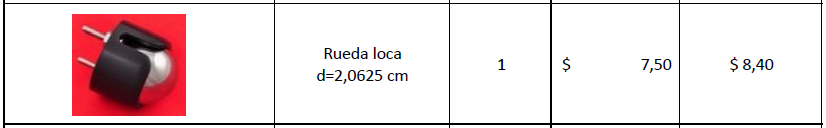 Rueda loca
d=2,0625 cm
1
$ 7,50
$ 8,40